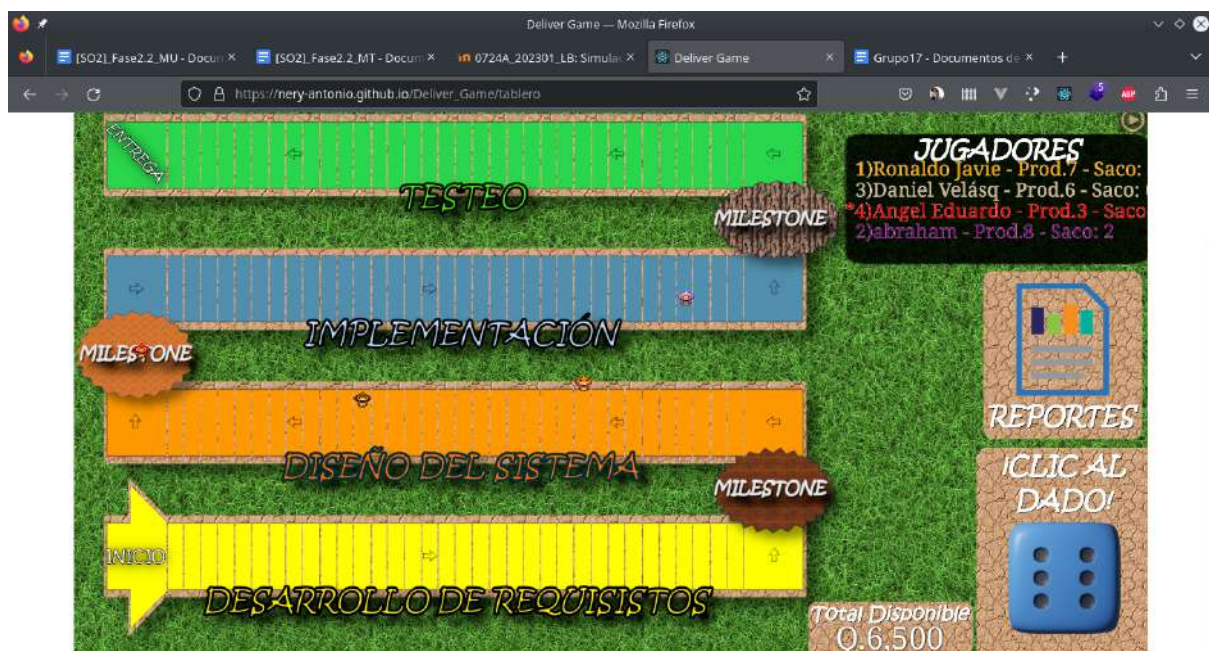 Deliver Game — Mozilla Firefox
[SO2]_Fase2.2_MU - Docun
[SO2]_Fase2.2_MT - Docum
0724A_202301_LB: Simulac
Deliver Game
Grupo17 - Documentos de
https://nery-antonio.github.io/Deliver_Game/tablero
5
ABP
ENTREGA
TESTEO
MILESTONE
JUGADORES
1)Ronaldo Javie - Prod.7 - Saco:
3)Daniel Velásq - Prod.6 - Saco:
*4)Angel Eduardo - Prod.3 - Saco
2)abraham - Prod.8 - Saco: 2
IMPLEMENTACIÓN
MILESTONE
REPORTES
DISEÑO DEL SISTEMA
MILESTONE
¡CLIC AL
DADO!
INICIO
DESARROLLO DE REQUISISTOS
Total Disponible
Q.6,500